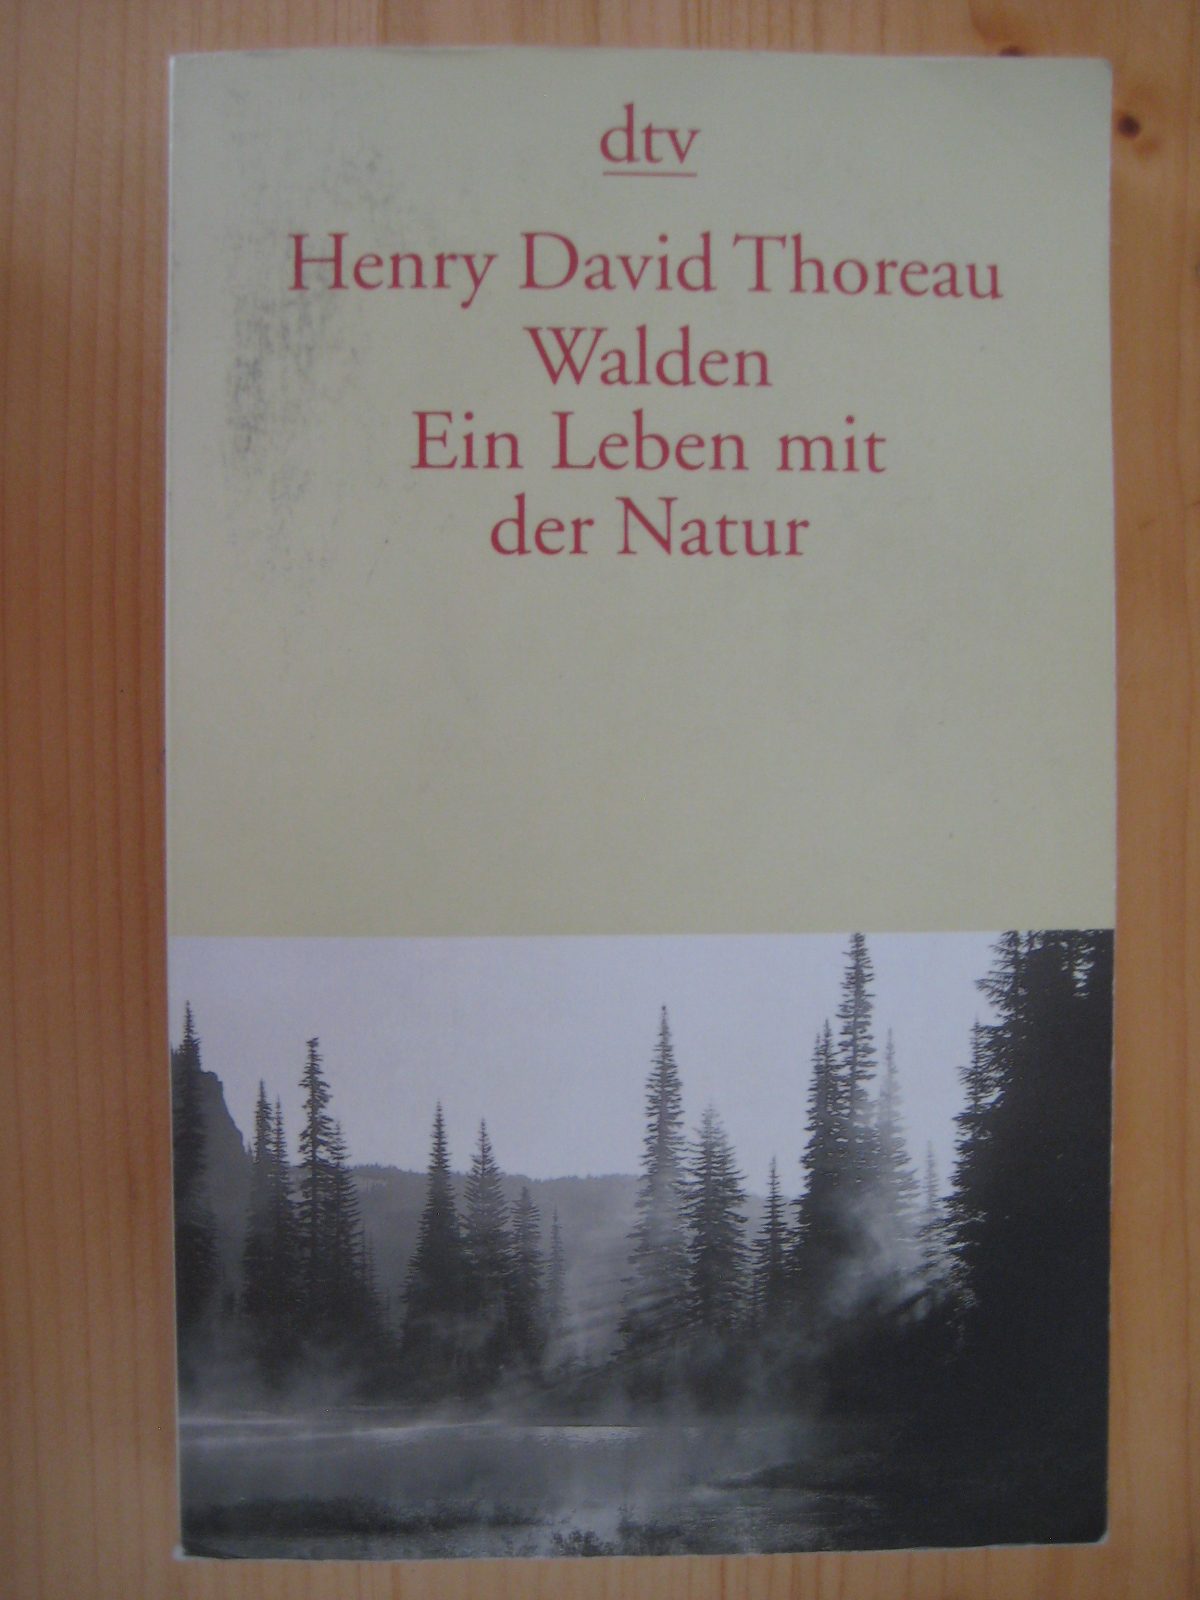 dtv
Henry David Thoreau
Walden
Ein Leben mit
der Natur